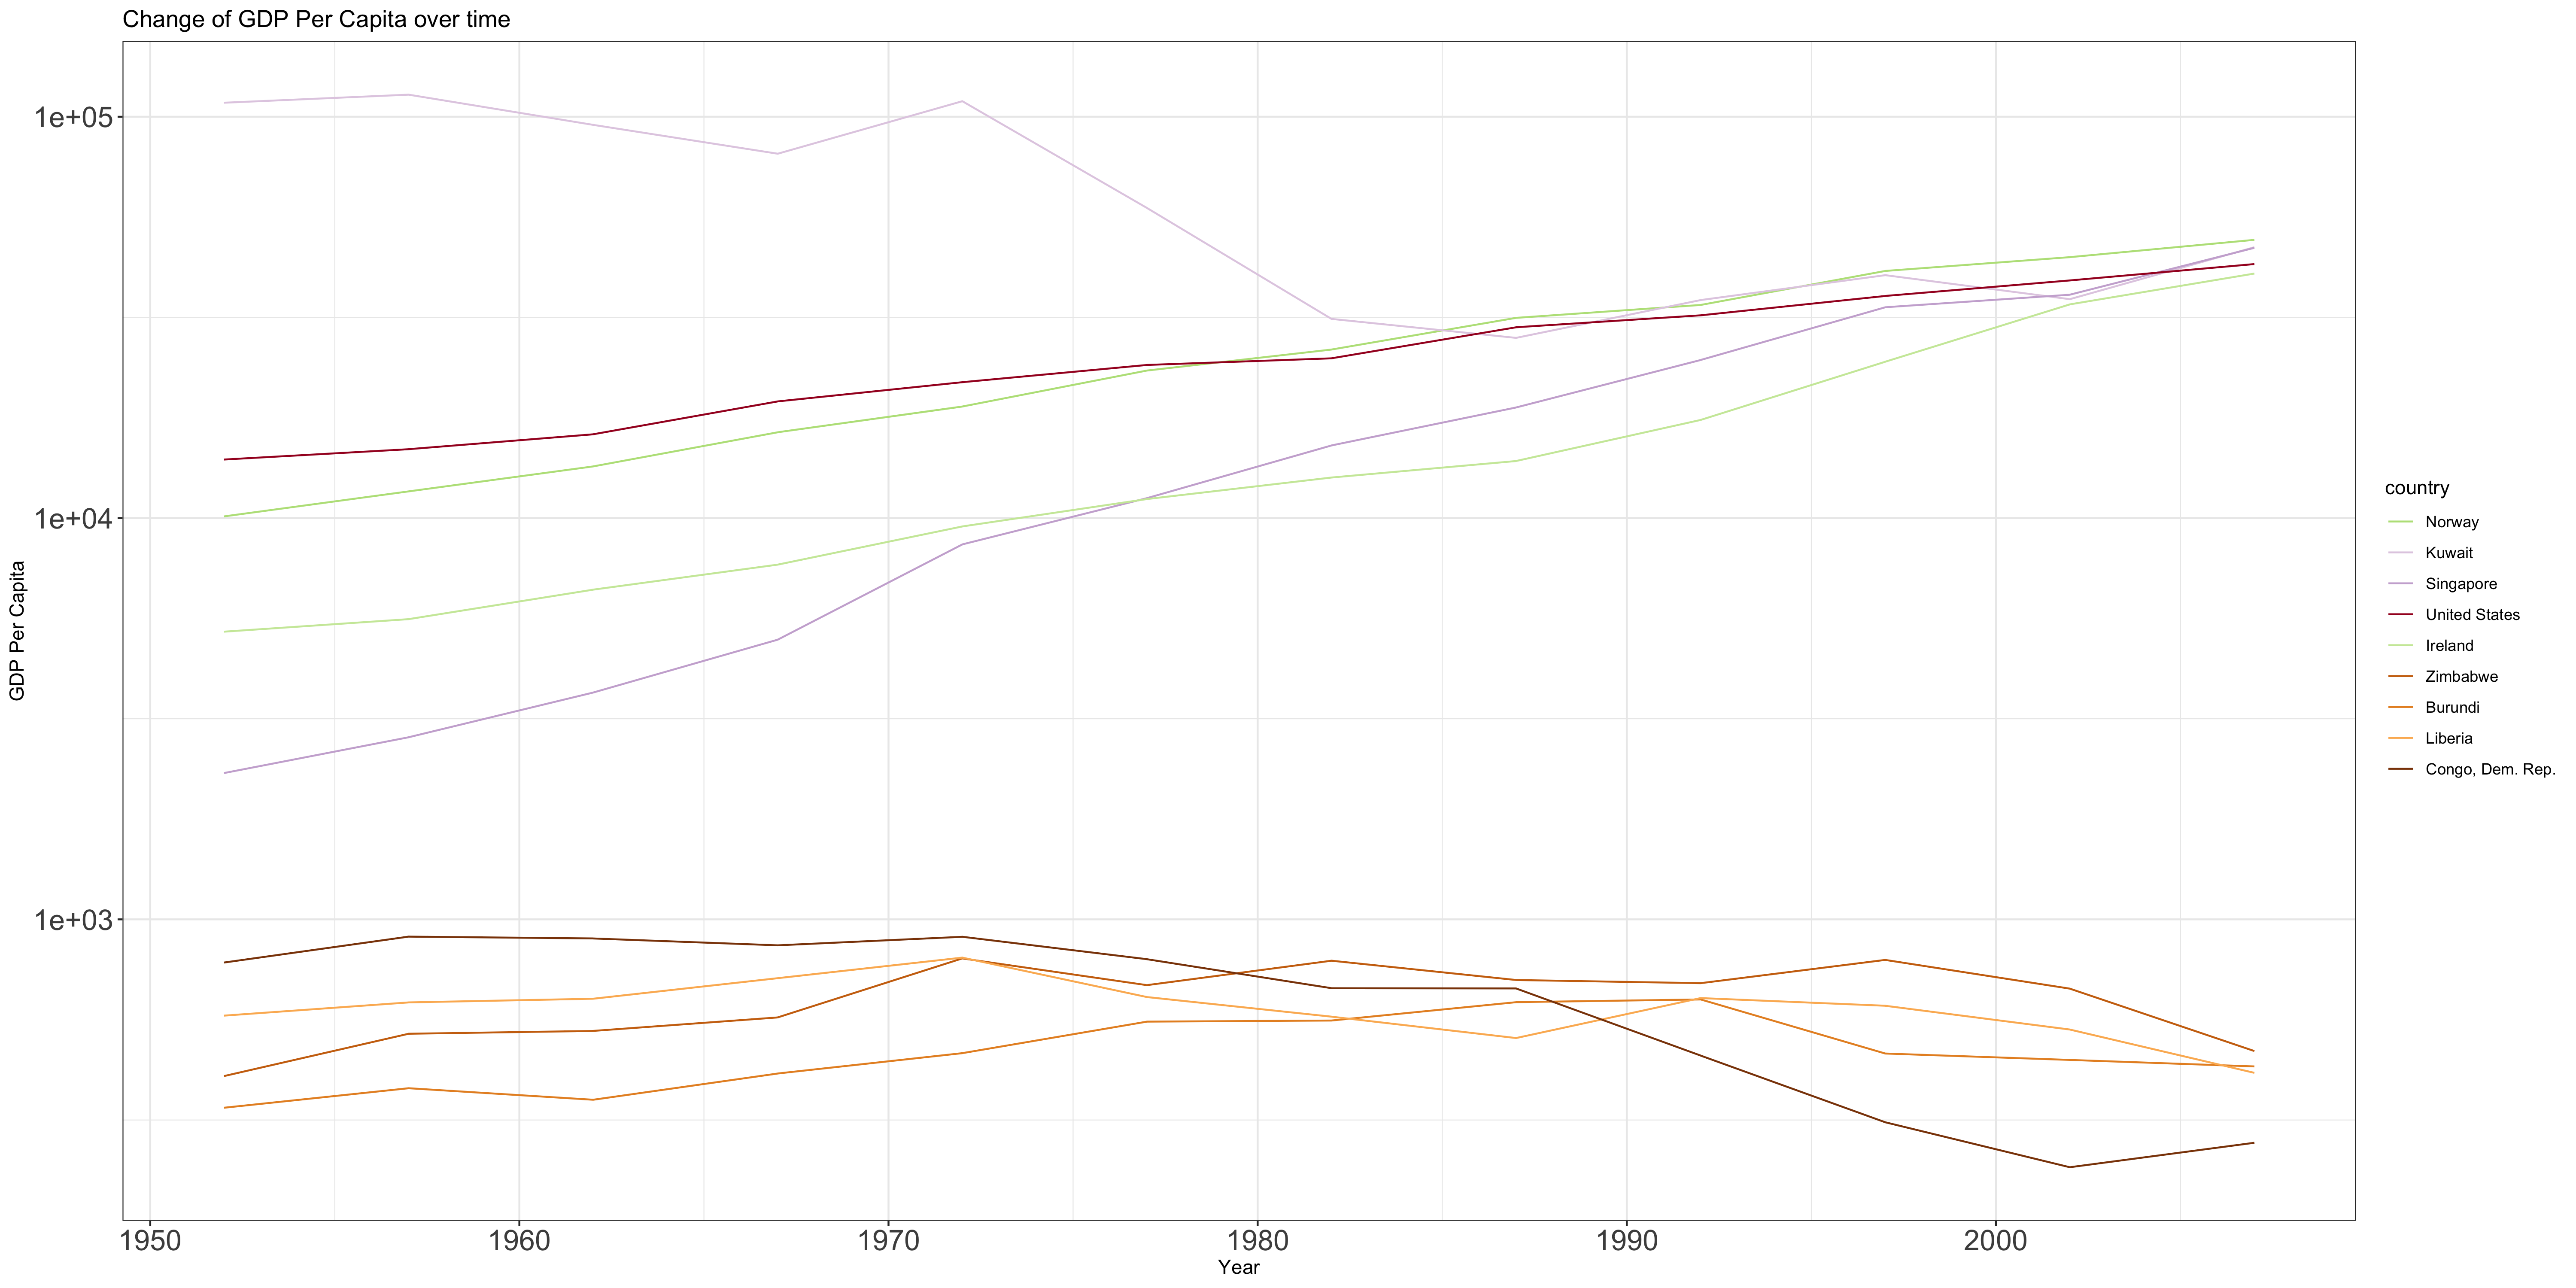 Change of GDP Per Capita over time
1e+05
1e+04
1e+03
GDP Per Capita
1950 1960 1970 1980 1990 2000
Year
country
Norway
Kuwait
Singapore
United States
Ireland
Zimbabwe
Burundi
Liberia
Congo, Dem. Rep.